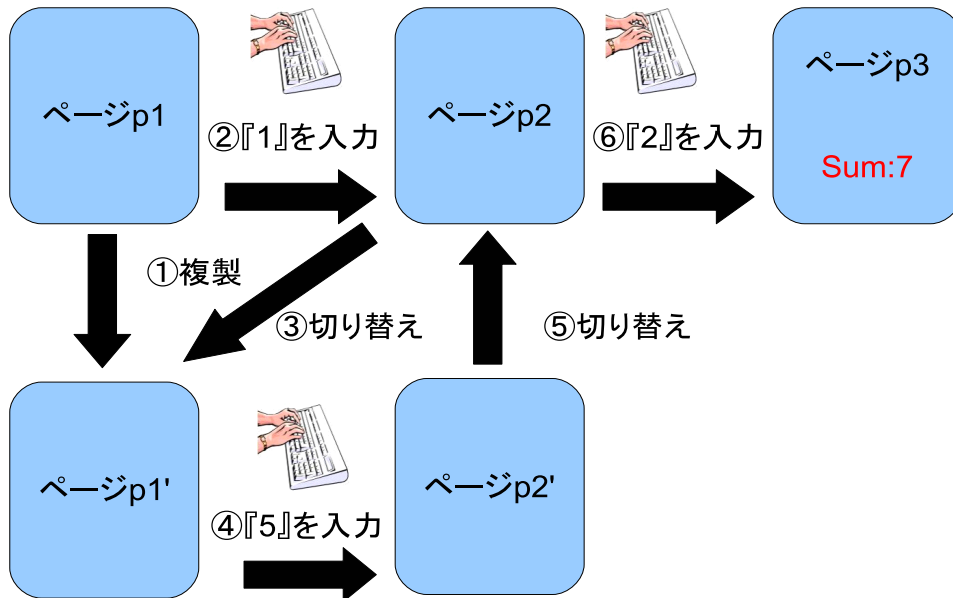 ページp1
②『1』を入力
ページp2
⑥『2』を入力
ページp3
Sum:7
①複製
③切り替え
⑤切り替え
ページp1'
④『5』を入力
ページp2'